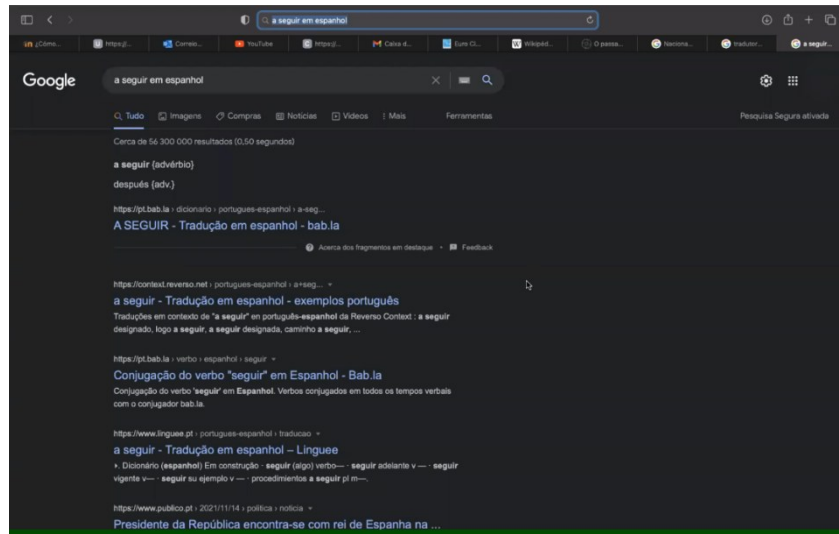 a seguir em espanhol
¿Cómo... https://... Correio... YouTube https://... Caixa d... Euro Cl... Wikipéd... O passa... Naciona... tradutor... a seguir...
Google a seguir em espanhol
Tudo Imagens Compras Notícias Vídeos Mais Ferramentas Pesquisa Segura ativada
Cerca de 56 300 000 resultados (0,50 segundos)
a seguir {advérbio}
después {adv.}
https://pt.bab.la › dicionario › portugues-espanhol › a-seg...
A SEGUIR - Tradução em espanhol - bab.la
Acerca dos fragmentos em destaque • Feedback
https://context.reverso.net › portugues-espanhol › a+seg...
a seguir - Tradução em espanhol - exemplos português
Traduções em contexto de "a seguir" en português-espanhol da Reverso Context : a seguir
designado, logo a seguir, a seguir designada, caminho a seguir, ...
https://pt.bab.la › verbo › espanhol › seguir
Conjugação do verbo "seguir" em Espanhol - Bab.la
Conjugação do verbo 'seguir' em Espanhol. Verbos conjugados em todos os tempos verbais
com o conjugador bab.la.
https://www.linguee.pt › portugues-espanhol › traducao
a seguir - Tradução em espanhol – Linguee
▸. Dicionário (espanhol) Em construção · seguir (algo) verbo— · seguir adelante v — · seguir
vigente v— · seguir su ejemplo v — · procedimientos a seguir pl m—.
https://www.publico.pt › 2021/11/14 › politica › noticia
Presidente da República encontra-se com rei de Espanha na ...